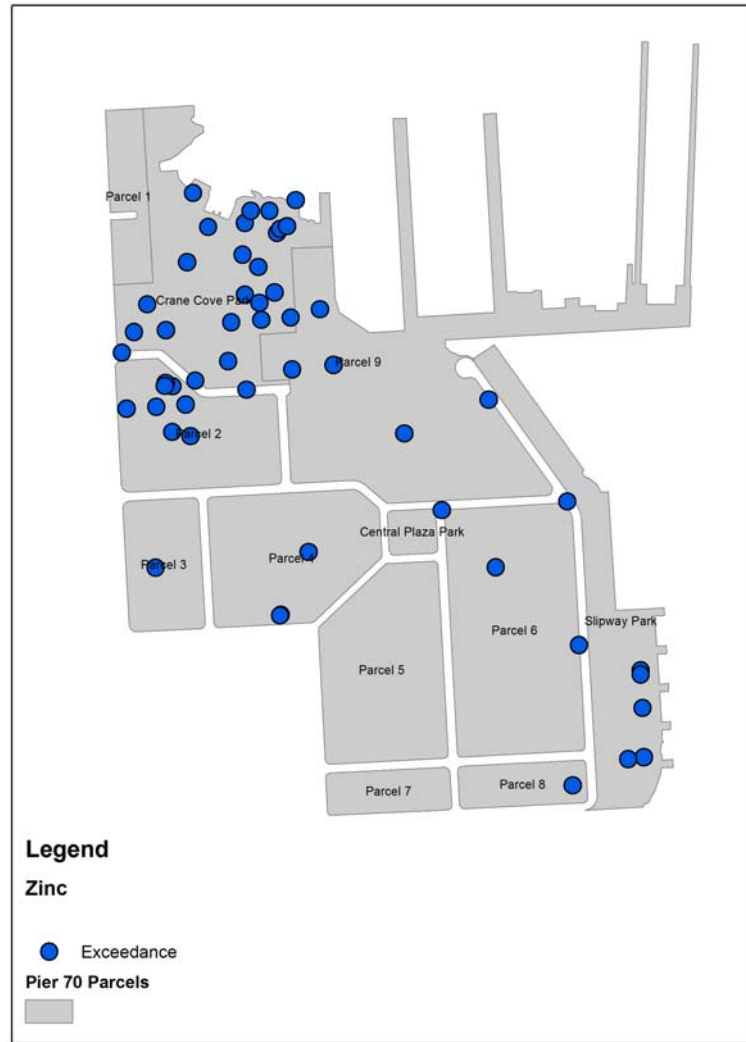 Parcel 1
Crane Cove Park
Parcel 9
Parcel 2
Central Plaza Park
Parcel 3
Parcel 4
Slipway Park
Parcel 6
Parcel 5
Parcel 8
Parcel 7
Legend
Zinc
Exceedance
Pier 70 Parcels